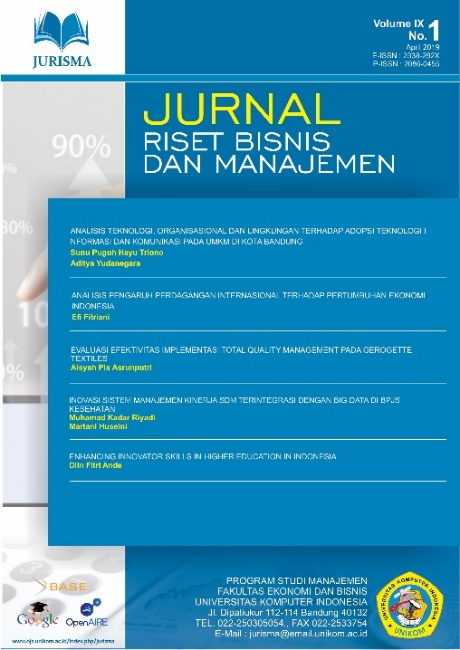 JURISMA
Volume IX
No. 1
April 2019
E-ISSN : 2338-292X
P-ISSN : 2086-0455
JURNAL
RISET BISNIS
DAN MANAJEMEN
90%
80%
10
0%
ANALISIS TEKNOLOGI, ORGANISASIONAL DAN LINGKUNGAN TERHADAP ADOPSI TEKNOLOGI I
NFORMASI DAN KOMUNIKASI PADA UMKM DI KOTA BANDUNG
Sunu Puguh Hayu Triono
Aditya Yudanegara
ANALISIS PENGARUH PERDAGANGAN INTERNASIONAL TERHADAP PERTUMBUHAN EKONOMI
INDONESIA
Efi Fitriani
EVALUASI EFEKTIVITAS IMPLEMENTASI TOTAL QUALITY MANAGEMENT PADA GEROGETTE
TEXTILES
Aisyah Pia Asrunputri
INOVASI SISTEM MANAJEMEN KINERJA SDM TERINTEGRASI DENGAN BIG DATA DI BPJS
KESEHATAN
Muhamad Kadar Riyadi
Martani Huseini
ENHANCING INNOVATOR SKILLS IN HIGHER EDUCATION IN INDONESIA
Diin Fitri Ande
BASE
Google
OpenAIRE
www.ojs.unikom.ac.id/index.php/jurisma
PROGRAM STUDI MANAJEMEN
FAKULTAS EKONOMI DAN BISNIS
UNIVERSITAS KOMPUTER INDONESIA
Jl. Dipatiukur 112-114 Bandung 40132
TEL. 022-250305054., FAX 022-2533754
E-Mail : jurisma@email.unikom.ac.id
UNIVERSITAS KOMPUTER INDONESIA
UNIKOM